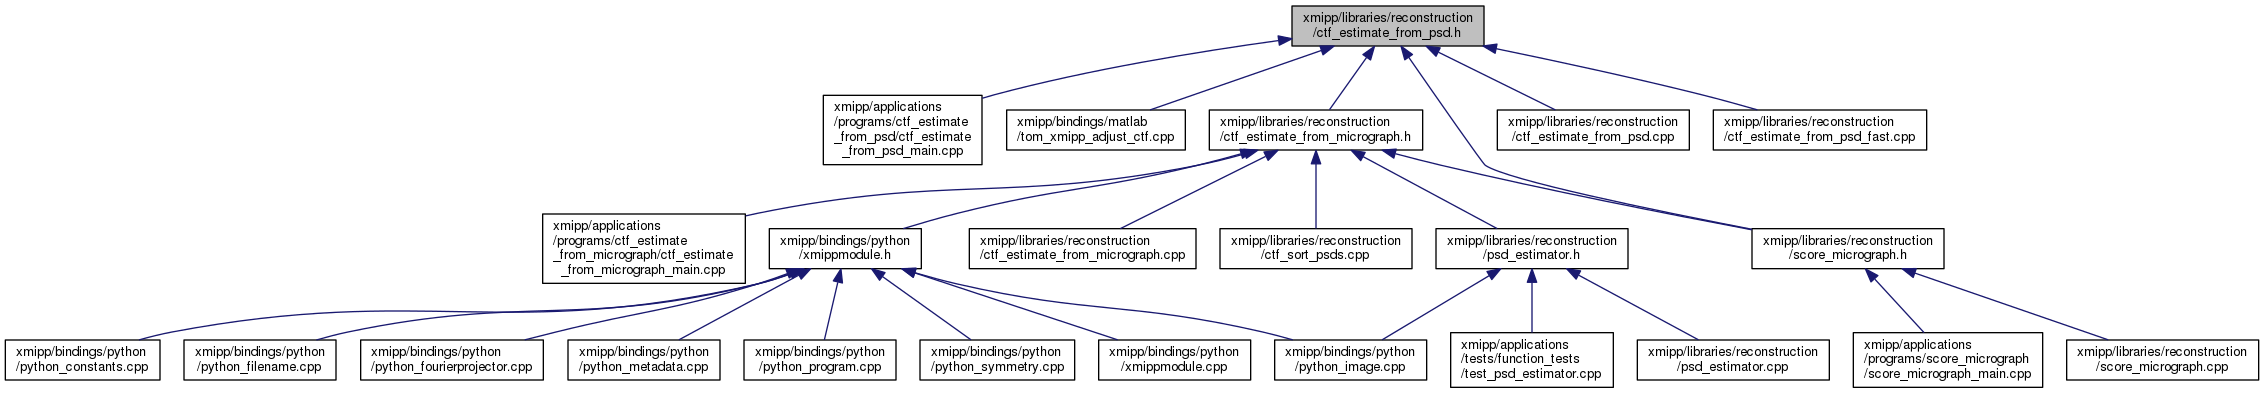 xmipp/libraries/reconstruction
/ctf_estimate_from_psd.h
xmipp/applications
/programs/ctf_estimate
_from_psd/ctf_estimate
_from_psd_main.cpp
xmipp/bindings/matlab
/tom_xmipp_adjust_ctf.cpp
xmipp/libraries/reconstruction
/ctf_estimate_from_micrograph.h
xmipp/libraries/reconstruction
/ctf_estimate_from_psd.cpp
xmipp/libraries/reconstruction
/ctf_estimate_from_psd_fast.cpp
xmipp/applications
/programs/ctf_estimate
_from_micrograph/ctf_estimate
_from_micrograph_main.cpp
xmipp/bindings/python
/xmippmodule.h
xmipp/libraries/reconstruction
/ctf_estimate_from_micrograph.cpp
xmipp/libraries/reconstruction
/ctf_sort_psds.cpp
xmipp/libraries/reconstruction
/psd_estimator.h
xmipp/libraries/reconstruction
/score_micrograph.h
xmipp/bindings/python
/python_constants.cpp
xmipp/bindings/python
/python_filename.cpp
xmipp/bindings/python
/python_fourierprojector.cpp
xmipp/bindings/python
/python_metadata.cpp
xmipp/bindings/python
/python_program.cpp
xmipp/bindings/python
/python_symmetry.cpp
xmipp/bindings/python
/xmippmodule.cpp
xmipp/bindings/python
/python_image.cpp
xmipp/applications
/tests/function_tests
/test_psd_estimator.cpp
xmipp/libraries/reconstruction
/psd_estimator.cpp
xmipp/applications
/programs/score_micrograph
/score_micrograph_main.cpp
xmipp/libraries/reconstruction
/score_micrograph.cpp